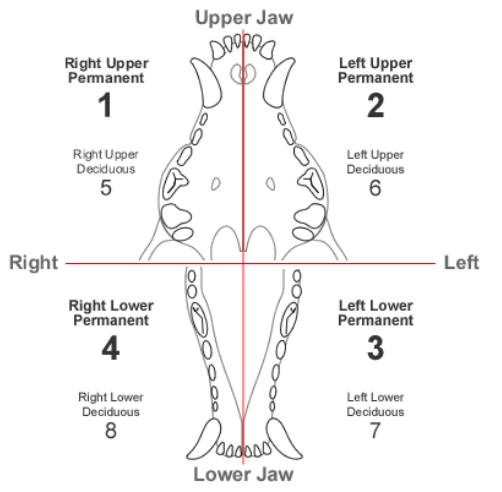 Upper Jaw
Right Upper
Permanent
1
Left Upper
Permanent
2
Right Upper
Deciduous
5
Left Upper
Deciduous
6
Right
Left
Right Lower
Permanent
4
Left Lower
Permanent
3
Right Lower
Deciduous
8
Left Lower
Deciduous
7
Lower Jaw